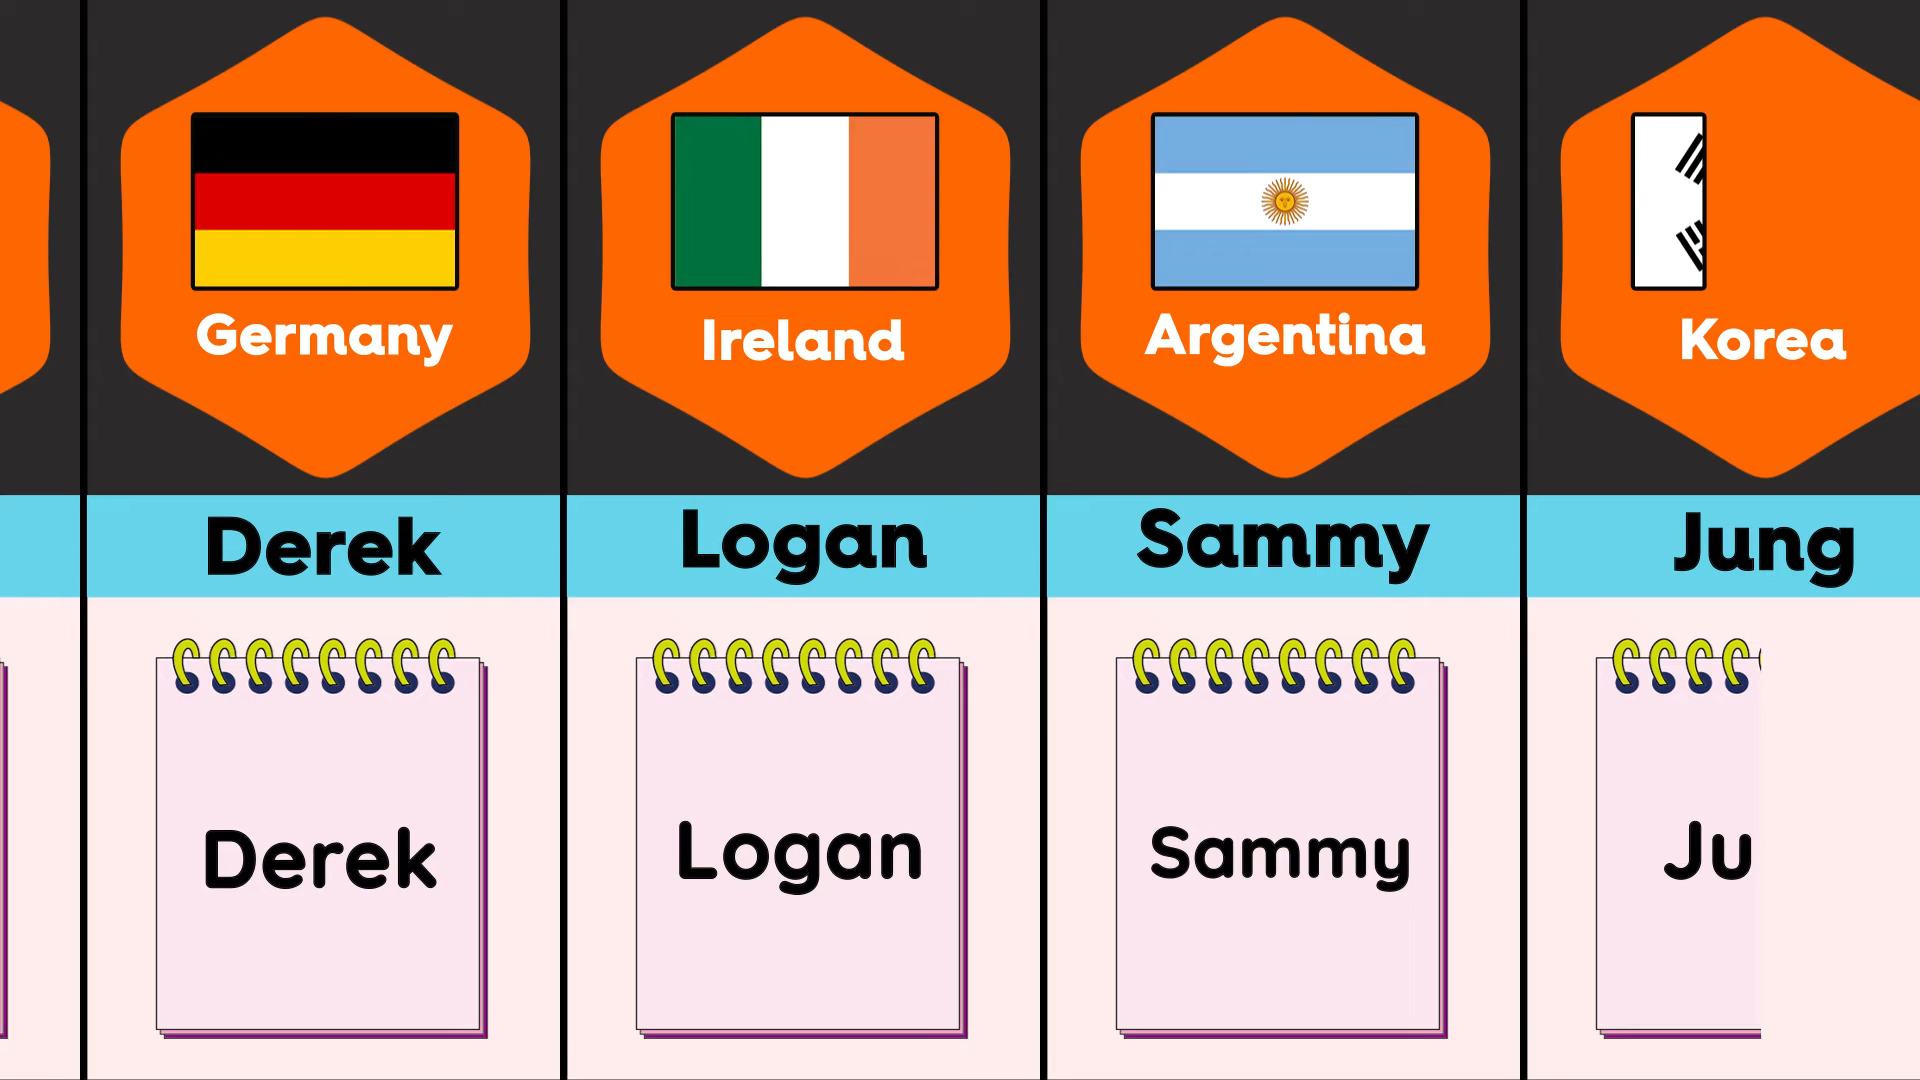 Germany
Derek
Derek
Ireland
Logan
Logan
Argentina
Sammy
Sammy
Korea
Jung
Ju